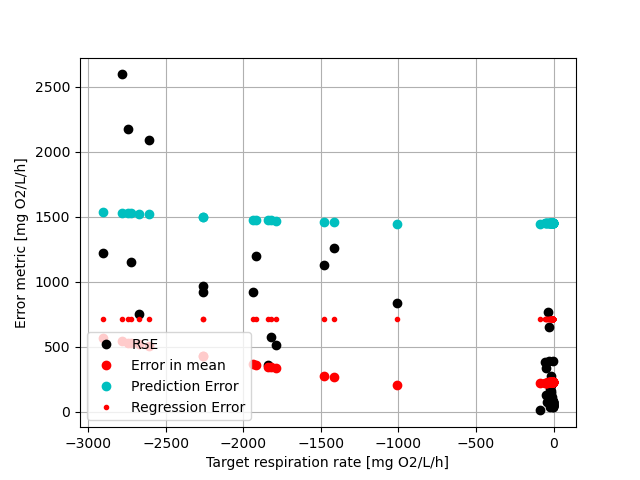 2500
2000
1500
1000
500
0
Error metric [mg O2/L/h]
RSE
Error in mean
Prediction Error
Regression Error
−3000 −2500 −2000 −1500 −1000 −500 0
Target respiration rate [mg O2/L/h]